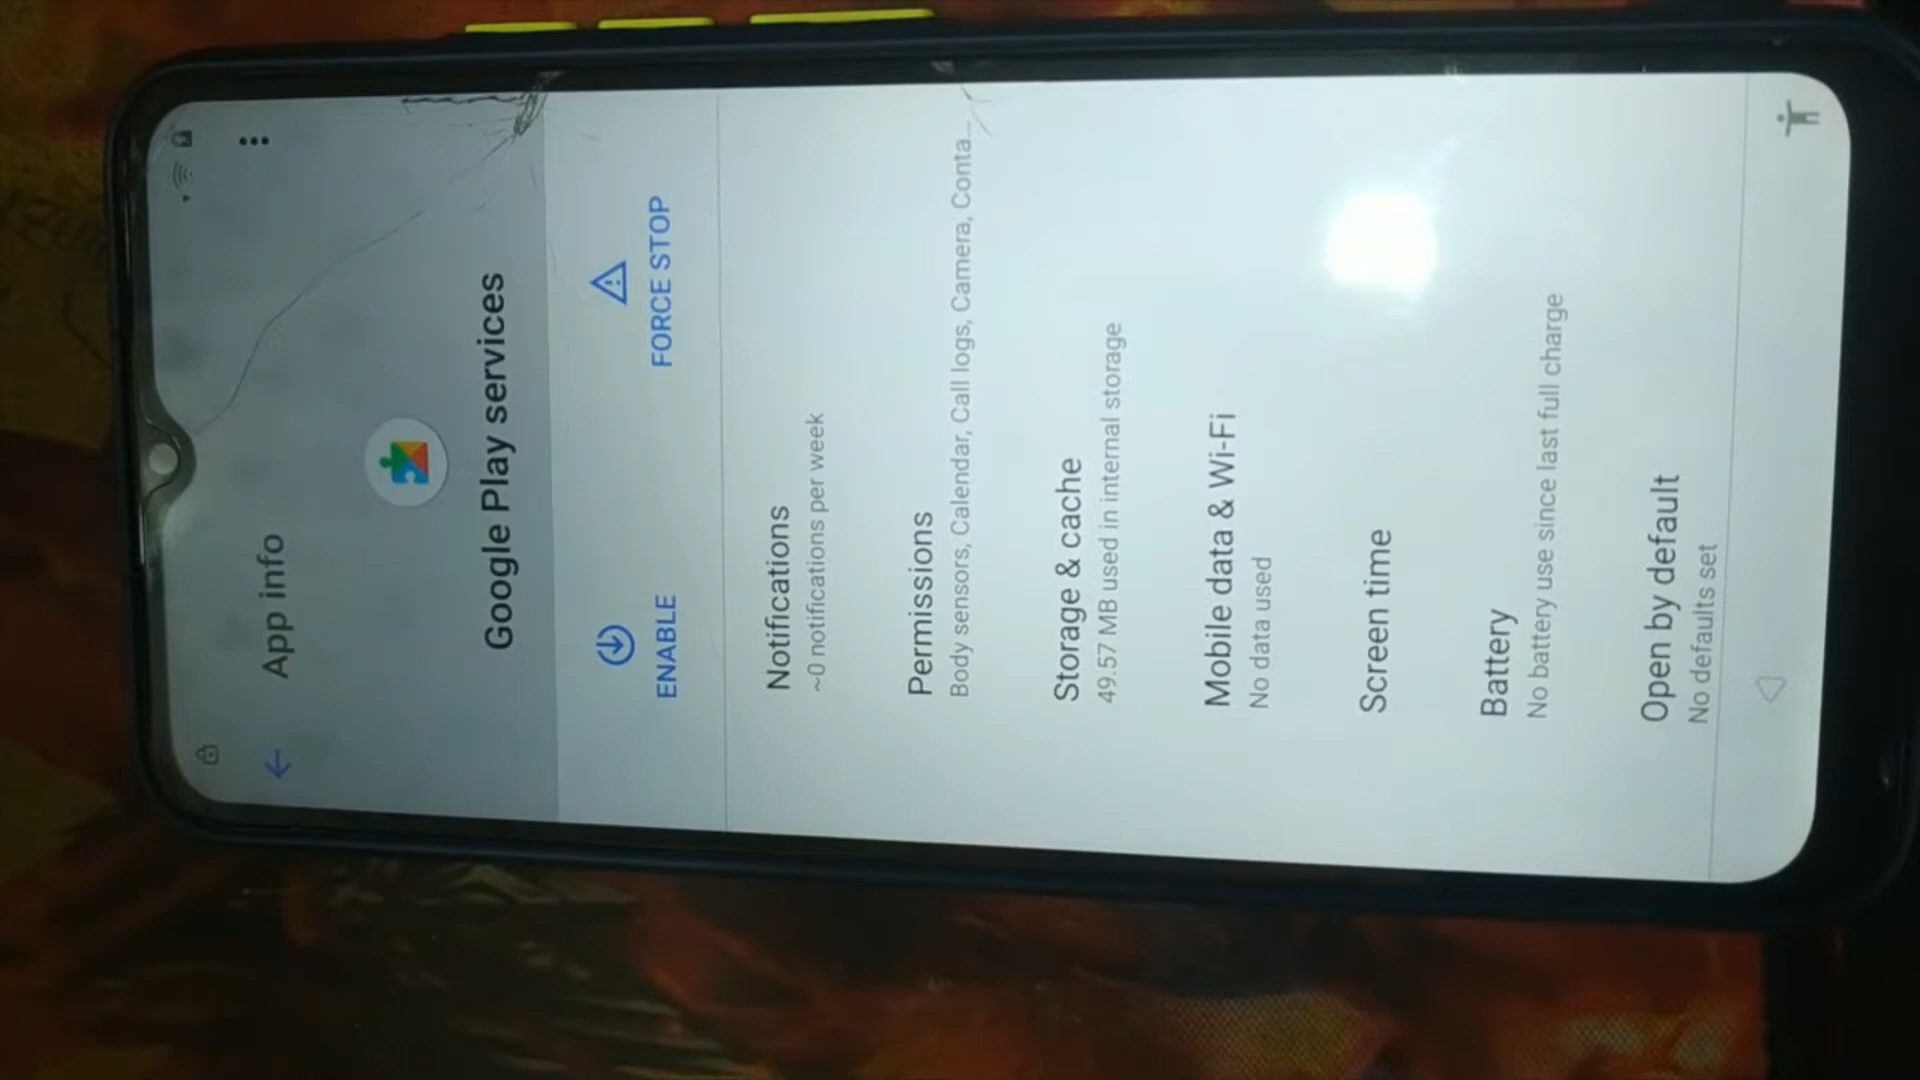 App info
Google Play services
ENABLE
FORCE STOP
Notifications
~0 notifications per week
Permissions
Body sensors, Calendar, Call logs, Camera, Conta...
Storage & cache
49.57 MB used in internal storage
Mobile data & Wi-Fi
No data used
Screen time
Battery
No battery use since last full charge
Open by default
No defaults set